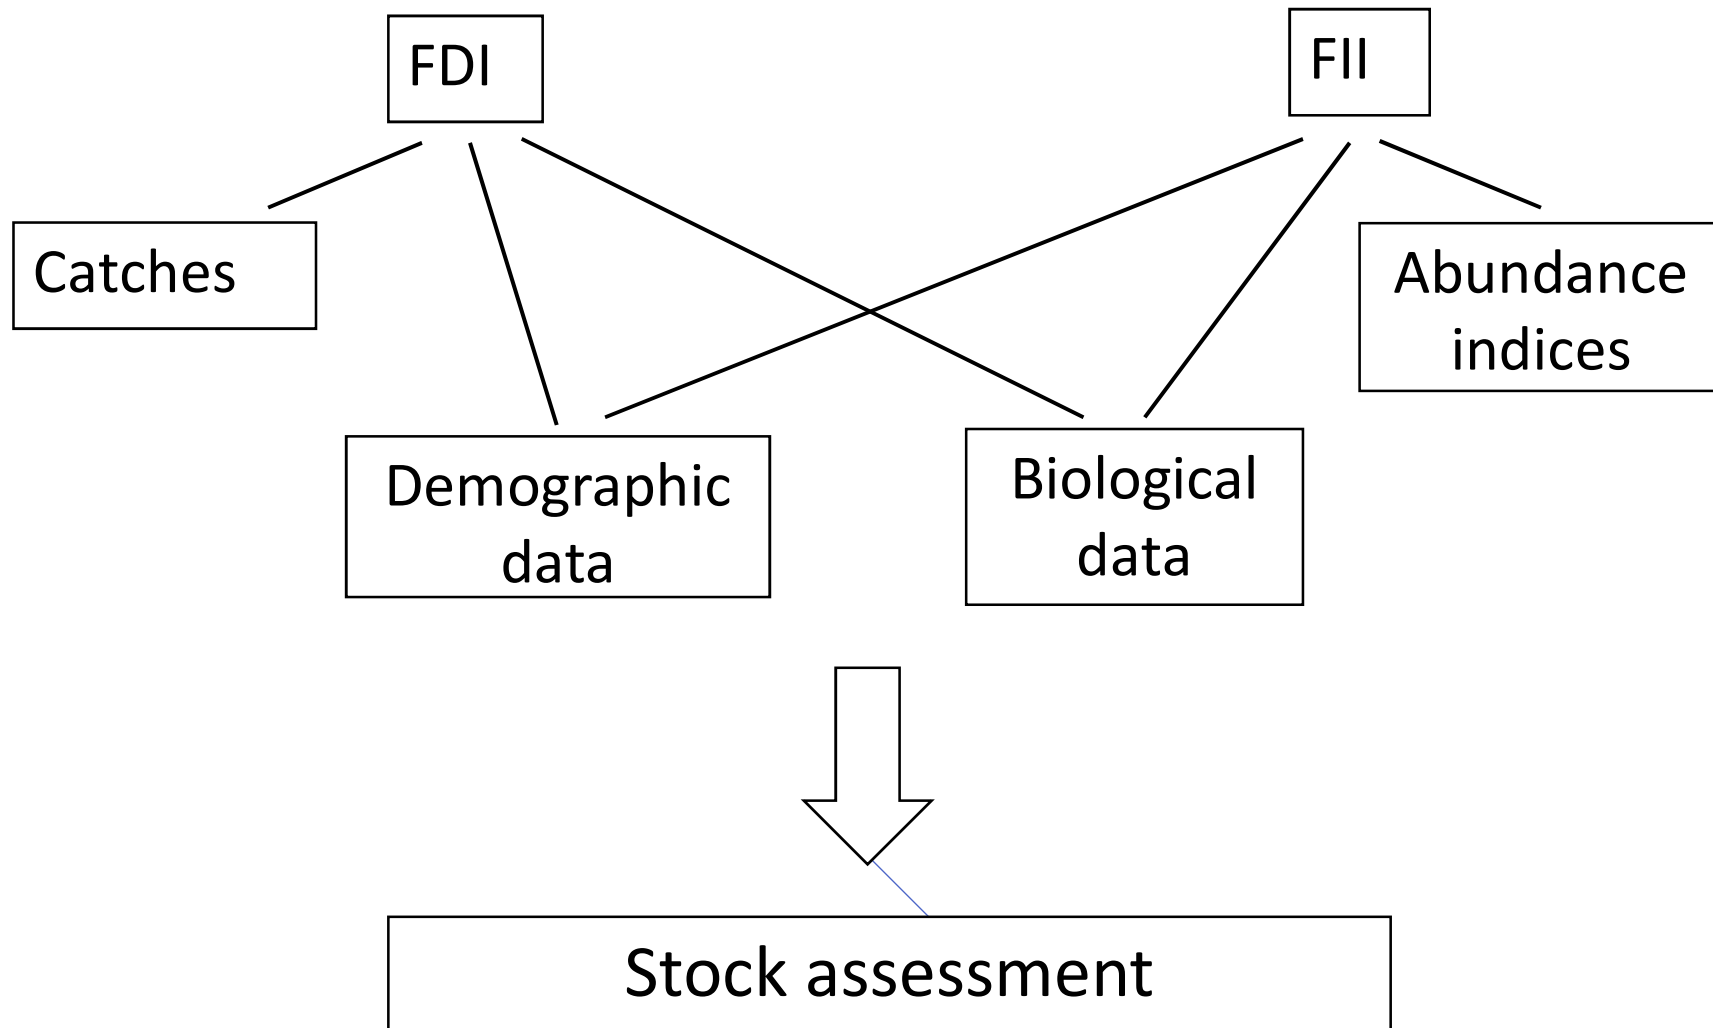 FDI
FII
Catches
Abundance
indices
Demographic
data
Biological
data
Stock assessment